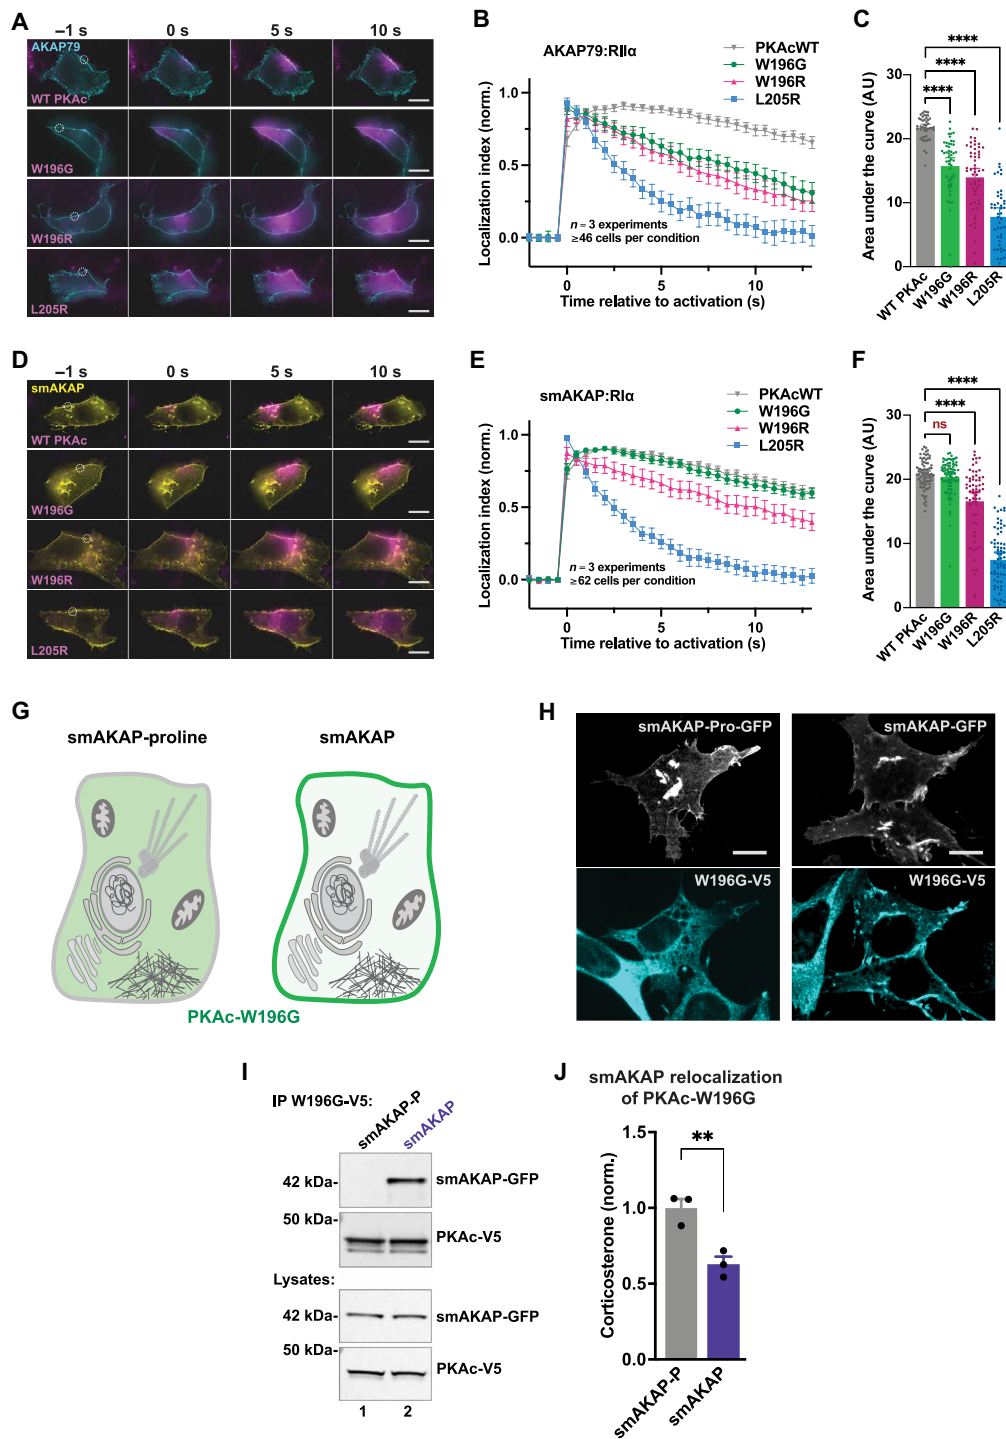 A
–1 s
0 s
5 s
10 s
AKAP79
WT PKAc
W196G
W196R
L205R
B
AKAP79:RIIα
PKAcWT
W196G
W196R
L205R
Localization index (norm.)
1.0
0.5
0.0
n = 3 experiments
≥46 cells per condition
0
5
10
Time relative to activation (s)
C
****
****
****
Area under the curve (AU)
30
20
10
0
WT PKAc
W196G
W196R
L205R
D
–1 s
0 s
5 s
10 s
smAKAP
WT PKAc
W196G
W196R
L205R
E
smAKAP:RIα
PKAcWT
W196G
W196R
L205R
Localization index (norm.)
1.0
0.5
0.0
n = 3 experiments
≥62 cells per condition
0
5
10
Time relative to activation (s)
F
****
****
ns
Area under the curve (AU)
30
20
10
0
WT PKAc
W196G
W196R
L205R
G
smAKAP-proline
smAKAP
PKAc-W196G
H
smAKAP-Pro-GFP
smAKAP-GFP
W196G-V5
W196G-V5
I
IP W196G-V5:
smAKAP-P
smAKAP
42 kDa-
smAKAP-GFP
50 kDa-
PKAc-V5
Lysates:
42 kDa-
smAKAP-GFP
50 kDa-
PKAc-V5
1
2
J
smAKAP relocalization
of PKAc-W196G
**
Corticosterone (norm.)
1.5
1.0
0.5
0.0
smAKAP-P
smAKAP